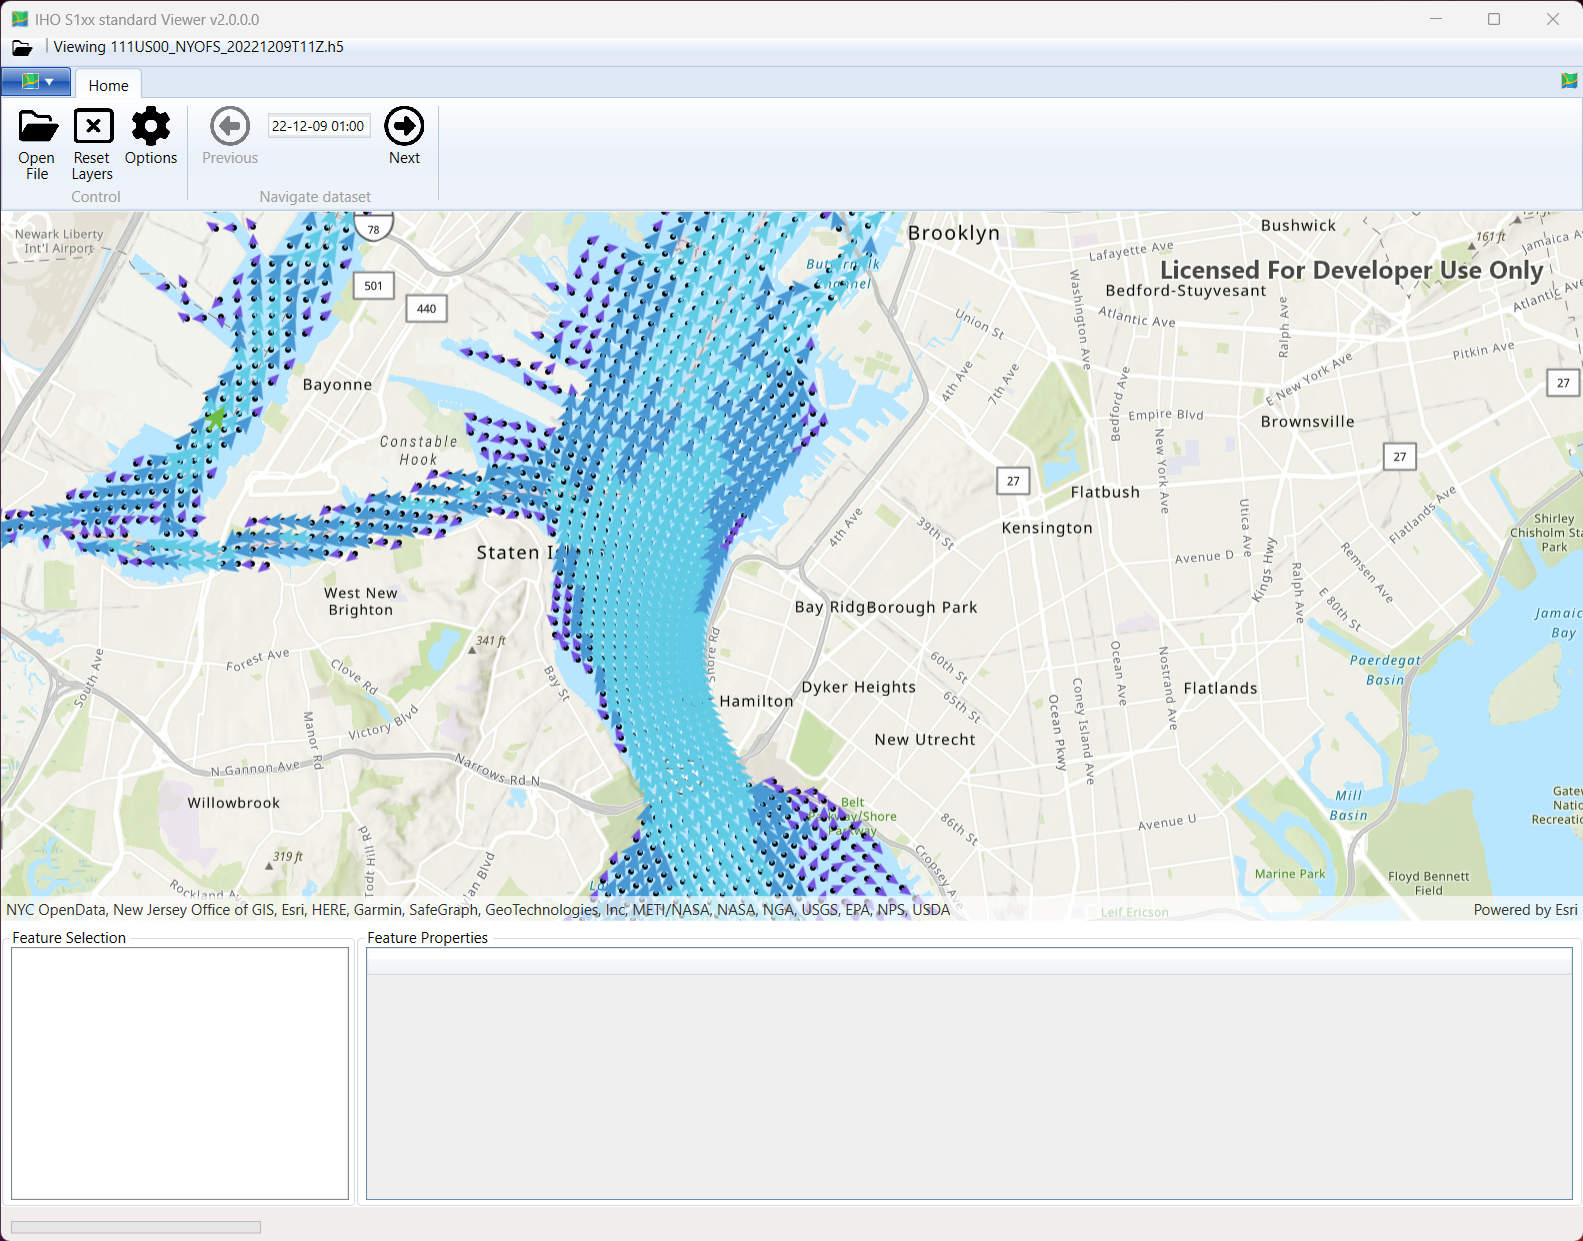 IHO S1xx standard Viewer v2.0.0.0
Viewing 111US00_NYOFS_20221209T11Z.h5
Home
Open File
Reset Layers
Options
Previous
22-12-09 01:00
Next
Control
Navigate dataset
Newark Liberty
Int'l Airport
78
501
440
Brooklyn
Bushwick
161 ft
Jamaica A
Lafayette Ave
Licensed For Developer Use Only
Bedford-Stuyvesant
Washington Ave
Atlantic Ave
Atlantic Ave
Union St
Ralph Ave
Pitkin Ave
E New York Ave
27
Bayonne
4th Ave
7th Ave
Bedford Ave
Empire Blvd
Brownsville
Constable
Hook
New York Ave
27
27
Flatbush
Kensington
4th Ave
39th St
Utica Ave
Flatlands Ave
Shirley
Chisholm Sta
Park
Staten I
Avenue D
Kings Hwy
Remsen Ave
Ralph Ave
E 80th St
West New
Brighton
Bay Ridg
Borough Park
Jamaic
Bay
341 ft
Shore Rd
Forest Ave
Clove Rd
South Ave
Bay St
60th St
Ocean Ave
Nostrand Ave
Paerdegat
Basin
Hamilton
Dyker Heights
65th St
Ocean Pkwy
Coney Island Ave
Flatlands
Manor Rd
Victory Blvd
New Utrecht
N Gannon Ave
Narrows Rd N
Willowbrook
Belt
Parkway/Shore
Parkway
86th St
Avenue U
Mill
Basin
Gatew
Natio
Recreatio
319 ft
Todt Hill Rd
Rockland A
lan Blvd
Cropsey Ave
Marine Park
Floyd Bennett
Field
Leif Ericson
NYC OpenData, New Jersey Office of GIS, Esri, HERE, Garmin, SafeGraph, GeoTechnologies, Inc, METI/NASA, NASA, NGA, USGS, EPA, NPS, USDA
Powered by Esri
Feature Selection
Feature Properties